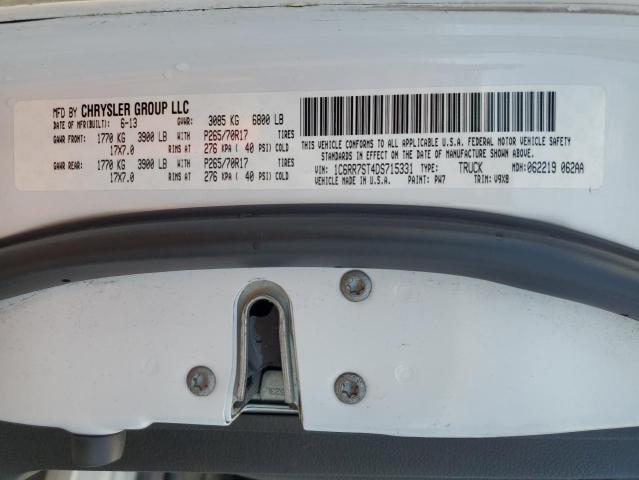 MFD BY CHRYSLER GROUP LLC
DATE OF MFR(BUILT): 6-13 GVWR: 3085 KG 6800 LB
GAWR FRONT: 1770 KG 3900 LB WITH P265/70R17 TIRES
17X7.0 RIMS AT 276 KPA ( 40 PSI) COLD
GAWR REAR: 1770 KG 3900 LB WITH P265/70R17 TIRES
17X7.0 RIMS AT 276 KPA ( 40 PSI) COLD
THIS VEHICLE CONFORMS TO ALL APPLICABLE U.S.A. FEDERAL MOTOR VEHICLE SAFETY
STANDARDS IN EFFECT ON THE DATE OF MANUFACTURE SHOWN ABOVE.
VIN: 1C6RR7ST4DS715331 TYPE: TRUCK MDH: 062219 062AA
VEHICLE MADE IN U.S.A. PAINT: PW7 TRIM: V9X8